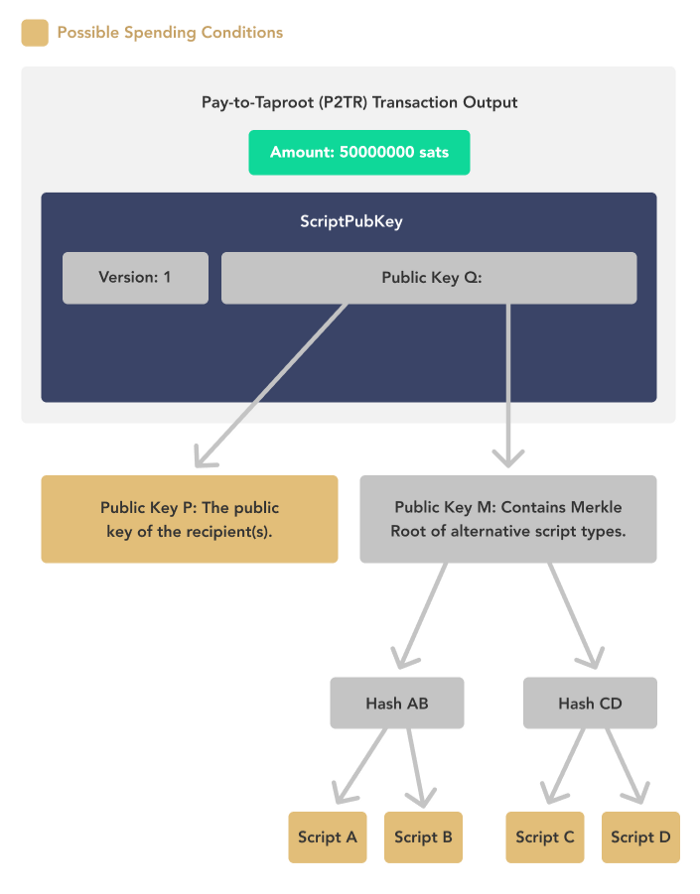 Possible Spending Conditions
Pay-to-Taproot (P2TR) Transaction Output
Amount: 50000000 sats
ScriptPubKey
Version: 1
Public Key Q:
Public Key P: The public
key of the recipient(s).
Public Key M: Contains Merkle
Root of alternative script types.
Hash AB
Hash CD
Script A
Script B
Script C
Script D